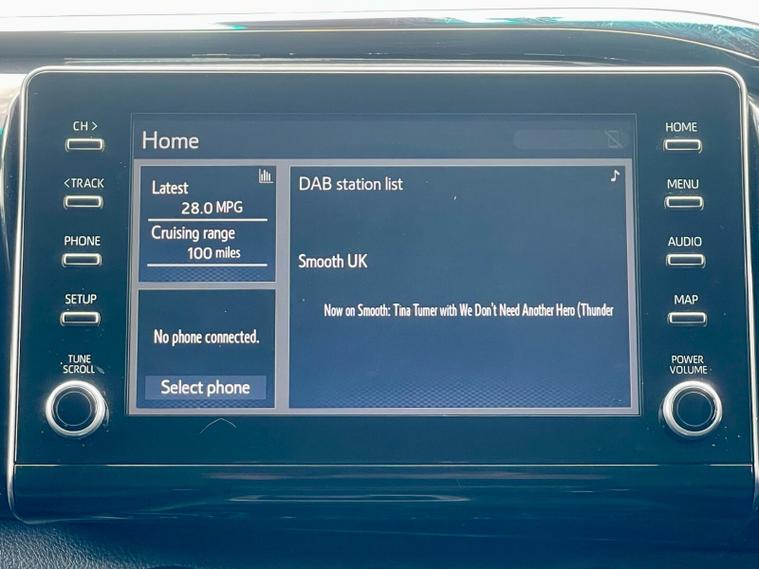 CH >
<TRACK
PHONE
SETUP
TUNE
SCROLL
Home
Latest
28.0 MPG
Cruising range
100 miles
No phone connected.
Select phone
DAB station list
Smooth UK
Now on Smooth: Tina Turner with We Don't Need Another Hero (Thunder
HOME
MENU
AUDIO
MAP
POWER
VOLUME